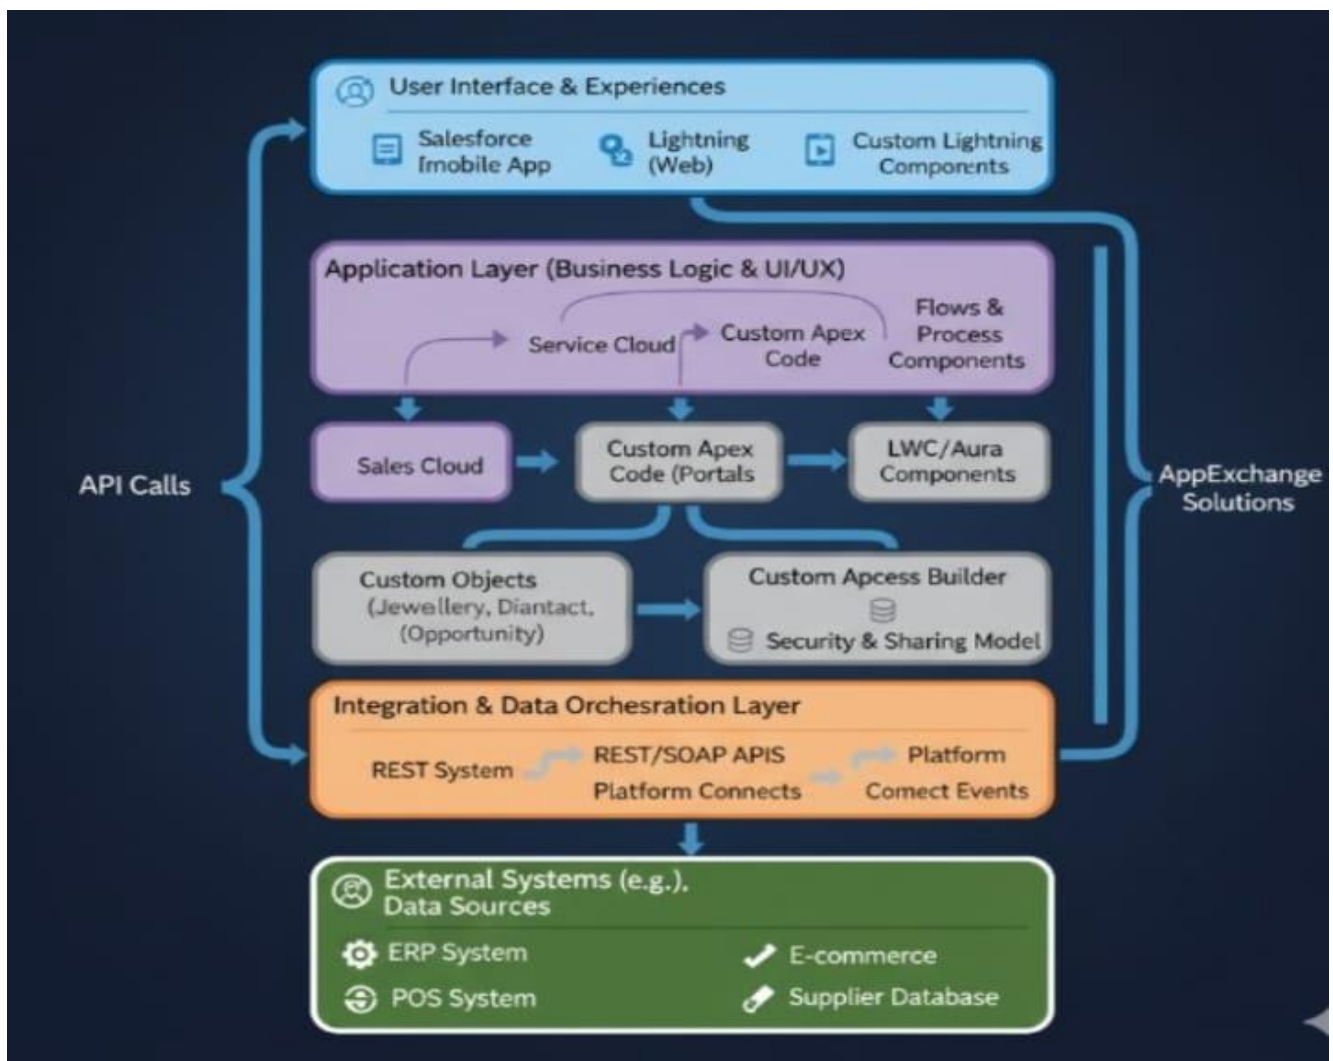 User Interface & Experiences
Salesforce
Imobile App
Lightning
(Web)
Custom Lightning
Components
Application Layer (Business Logic & UI/UX)
Service Cloud
Custom Apex
Code
Flows &
Process
Components
Sales Cloud
Custom Apex
Code (Portals
LWC/Aura
Components
API Calls
AppExchange
Solutions
Custom Objects
(Jewellery, Diantact,
(Opportunity)
Custom Apcess Builder
Security & Sharing Model
Integration & Data Orchesration Layer
REST System
REST/SOAP APIS
Platform Connects
Platform
Comect Events
External Systems (e.g.),
Data Sources
ERP System
E-commerce
POS System
Supplier Database